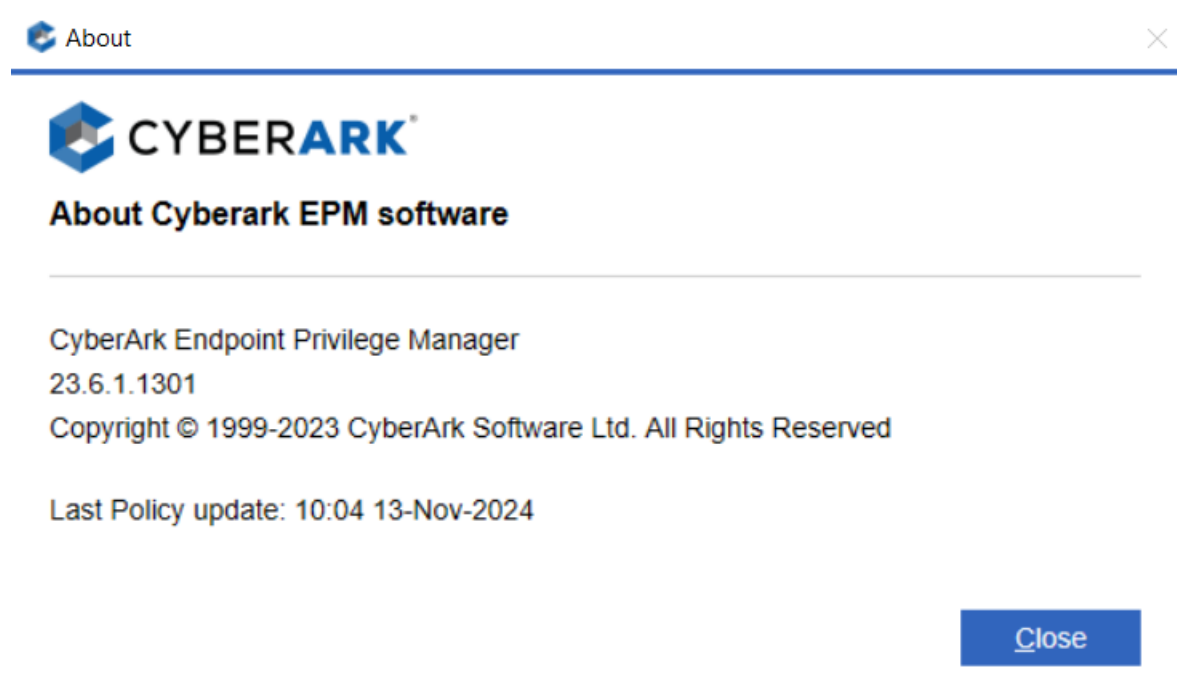 About
CYBERARK®
About Cyberark EPM software
CyberArk Endpoint Privilege Manager
23.6.1.1301
Copyright © 1999-2023 CyberArk Software Ltd. All Rights Reserved
Last Policy update: 10:04 13-Nov-2024
Close